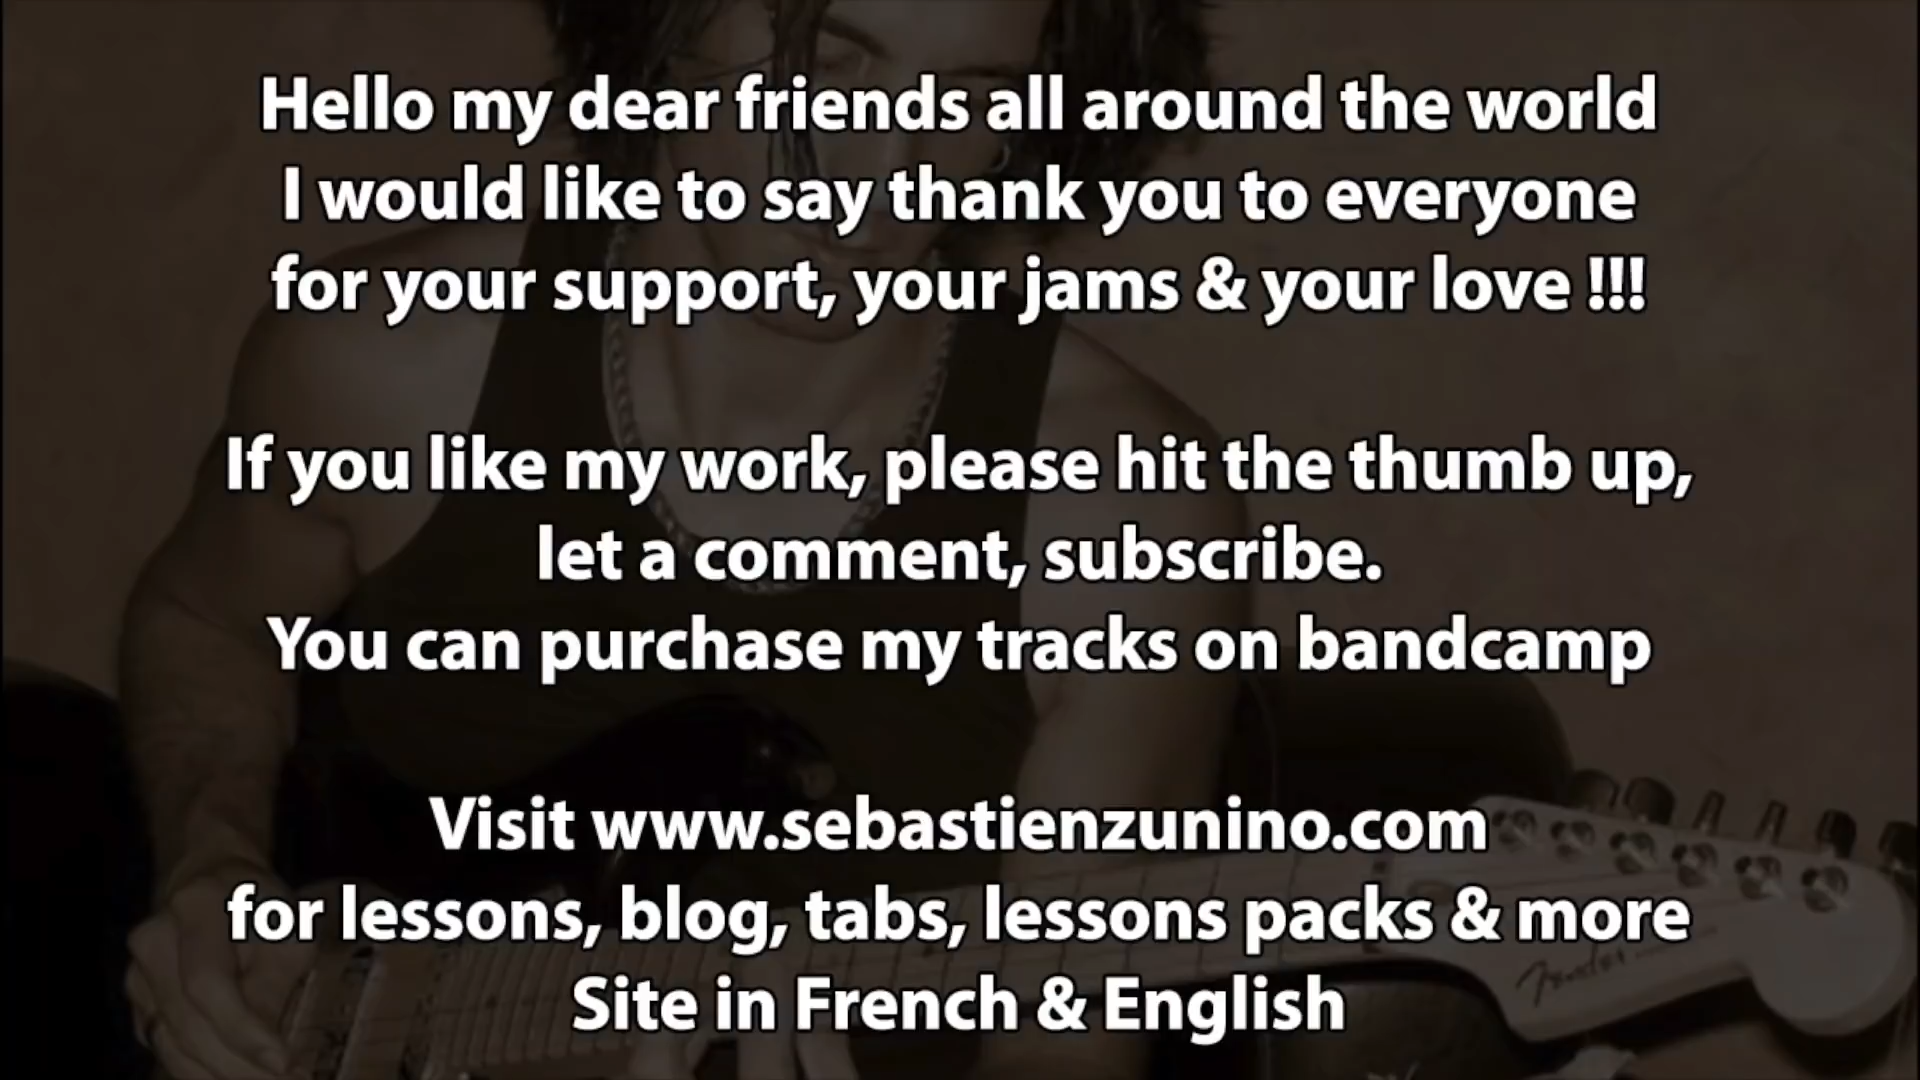 Hello my dear friends all around the world
I would like to say thank you to everyone
for your support, your jams & your love !!!
If you like my work, please hit the thumb up,
let a comment, subscribe.
You can purchase my tracks on bandcamp
Visit www.sebastienzunino.com
for lessons, blog, tabs, lessons packs & more
Fender
Site in French & English